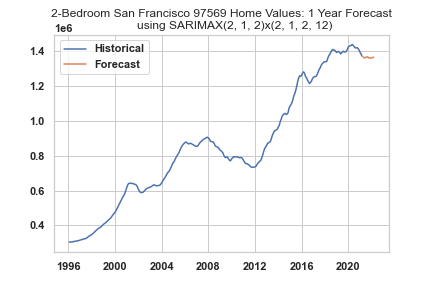 2-Bedroom San Francisco 97569 Home Values: 1 Year Forecast
using SARIMAX(2, 1, 2)x(2, 1, 2, 12)
1e6
Historical
Forecast
1.4
1.2
1.0
0.8
0.6
0.4
1996
2000
2004
2008
2012
2016
2020